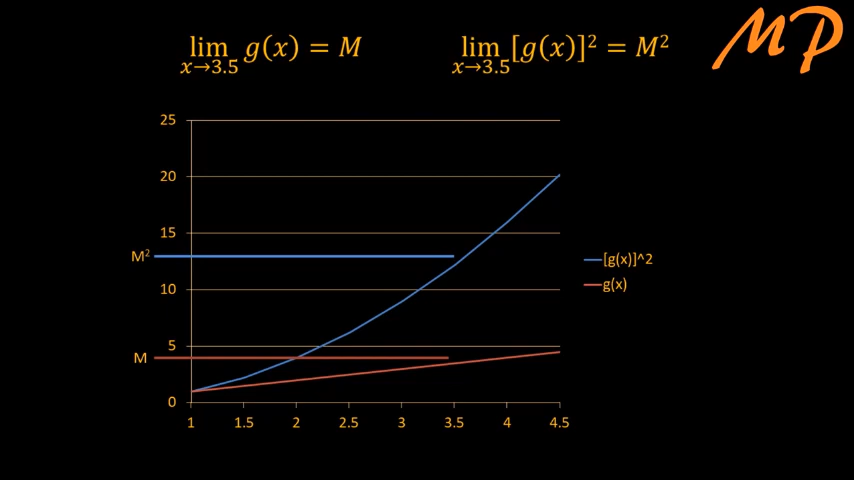 lim x→3.5 g(x) = M
lim x→3.5 [g(x)]² = M²
MP
25
20
15
M²
10
5
M
0
1 1.5 2 2.5 3 3.5 4 4.5
[g(x)]^2
g(x)